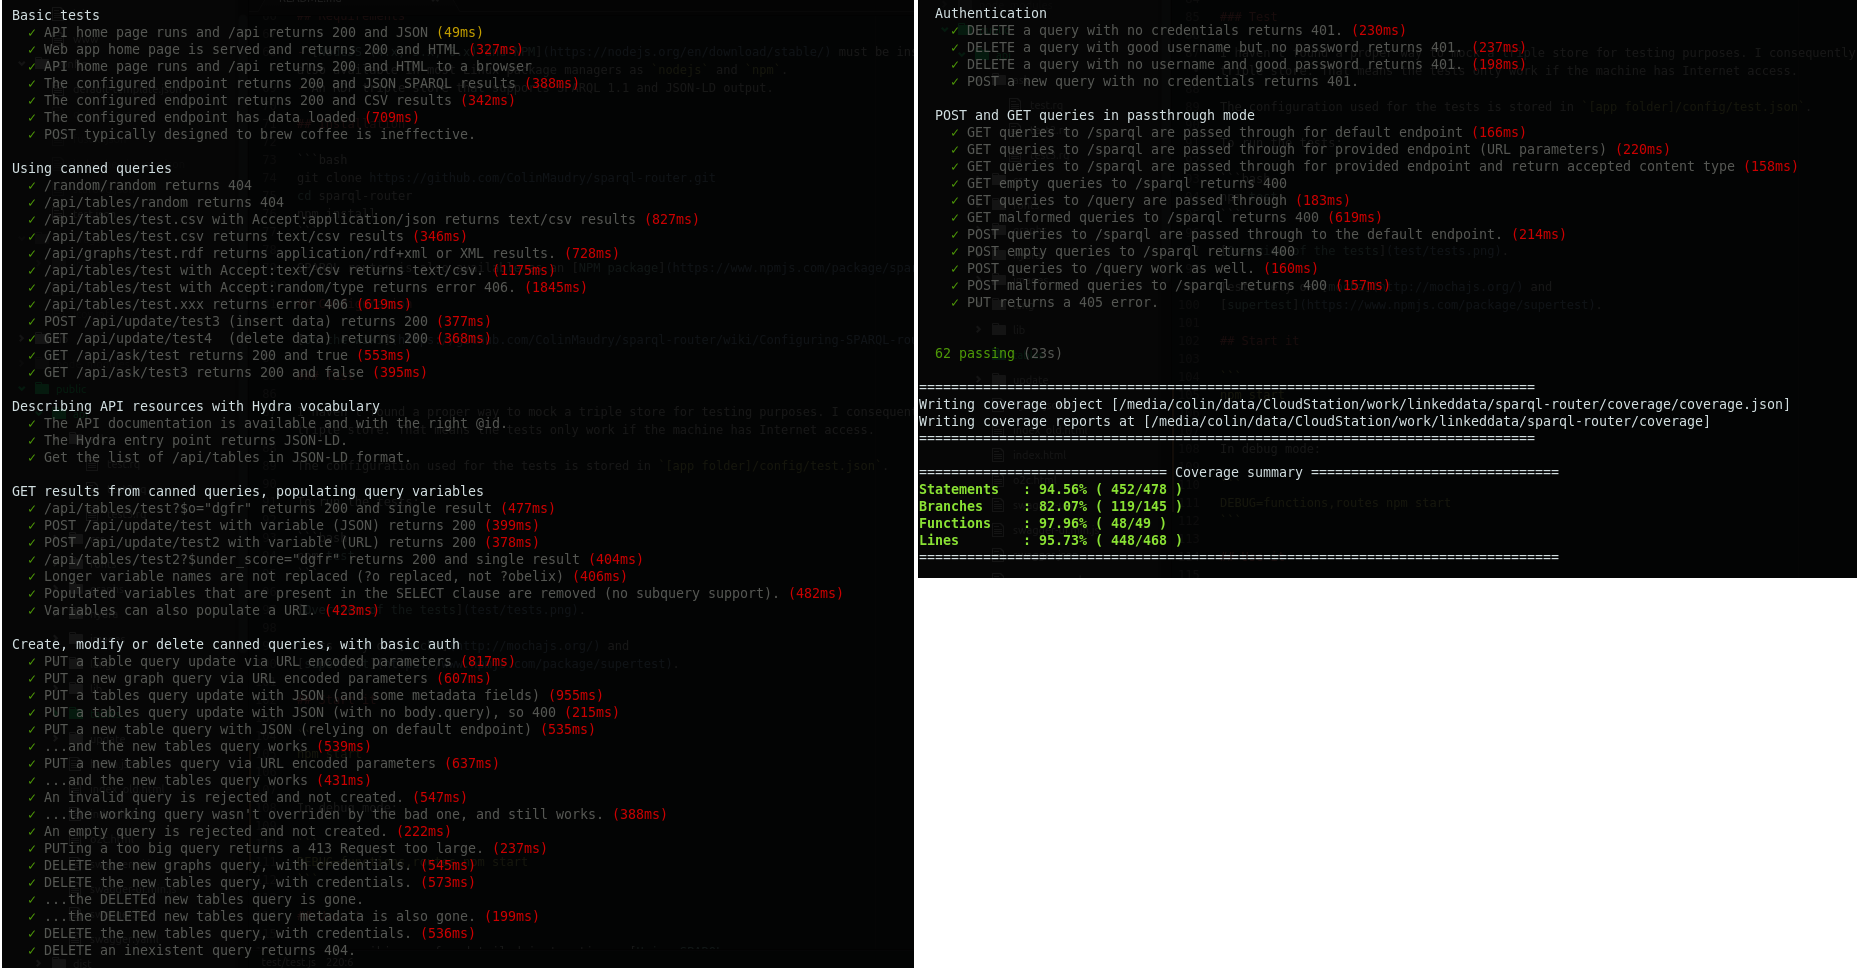 Basic tests
✓ API home page runs and /api returns 200 and JSON (49ms)
✓ Web app home page is served and returns 200 and HTML (327ms)
✓ API home page runs and /api returns 200 and HTML to a browser
✓ The configured endpoint returns 200 and JSON SPARQL results (388ms)
✓ The configured endpoint returns 200 and CSV results (342ms)
✓ The configured endpoint has data loaded (709ms)
✓ POST typically designed to brew coffee is ineffective.
Using canned queries
✓ /random/random returns 404
✓ /api/tables/random returns 404
✓ /api/tables/test.csv with Accept:application/json returns text/csv results (827ms)
✓ /api/tables/test.csv returns text/csv results (346ms)
✓ /api/graphs/test.rdf returns application/rdf+xml or XML results. (728ms)
✓ /api/tables/test with Accept:text/csv returns text/csv. (1175ms)
✓ /api/tables/test with Accept:random/type returns error 406. (1845ms)
✓ /api/tables/test.xxx returns error 406 (619ms)
✓ POST /api/update/test3 (insert data) returns 200 (377ms)
✓ GET /api/update/test4  (delete data) returns 200 (368ms)
✓ GET /api/ask/test returns 200 and true (553ms)
✓ GET /api/ask/test3 returns 200 and false (395ms)
Describing API resources with Hydra vocabulary
✓ The API documentation is available and with the right @id.
✓ The Hydra entry point returns JSON-LD.
✓ Get the list of /api/tables in JSON-LD format.
GET results from canned queries, populating query variables
✓ /api/tables/test?$o="dgfr" returns 200 and single result (477ms)
✓ POST /api/update/test with variable (JSON) returns 200 (399ms)
✓ POST /api/update/test2 with variable (URL) returns 200 (378ms)
✓ /api/tables/test2?$under_score="dgfr" returns 200 and single result (404ms)
✓ Longer variable names are not replaced (?o replaced, not ?obelix) (406ms)
✓ Populated variables that are present in the SELECT clause are removed (no subquery support). (482ms)
✓ Variables can also populate a URI. (423ms)
Create, modify or delete canned queries, with basic auth
✓ PUT a table query update via URL encoded parameters (817ms)
✓ PUT a new graph query via URL encoded parameters (607ms)
✓ PUT a tables query update with JSON (and some metadata fields) (955ms)
✓ PUT a tables query update with JSON (with no body.query), so 400 (215ms)
✓ PUT a new table query with JSON (relying on default endpoint) (535ms)
✓ ...and the new tables query works (539ms)
✓ PUT a new tables query via URL encoded parameters (637ms)
✓ ...and the new tables query works (431ms)
✓ An invalid query is rejected and not created. (547ms)
✓ ...the working query wasn't overriden by the bad one, and still works. (388ms)
✓ An empty query is rejected and not created. (222ms)
✓ PUTing a too big query returns a 413 Request too large. (237ms)
✓ DELETE the new graphs query, with credentials. (545ms)
✓ DELETE the new tables query, with credentials. (573ms)
✓ ...the DELETEd new tables query is gone.
✓ ...the DELETEd new tables query metadata is also gone. (199ms)
✓ DELETE the new tables query, with credentials. (536ms)
✓ DELETE an inexistent query returns 404.
Authentication
✓ DELETE a query with no credentials returns 401. (230ms)
✓ DELETE a query with good username but no password returns 401. (237ms)
✓ DELETE a query with no username and good password returns 401. (198ms)
✓ POST a new query with no credentials returns 401.
POST and GET queries in passthrough mode
✓ GET queries to /sparql are passed through for default endpoint (166ms)
✓ GET queries to /sparql are passed through for provided endpoint (URL parameters) (220ms)
✓ GET queries to /sparql are passed through for provided endpoint and return accepted content type (158ms)
✓ GET empty queries to /sparql returns 400
✓ GET queries to /query are passed through (183ms)
✓ GET malformed queries to /sparql returns 400 (619ms)
✓ POST queries to /sparql are passed through to the default endpoint. (214ms)
✓ POST empty queries to /sparql returns 400
✓ POST queries to /query work as well. (160ms)
✓ POST malformed queries to /sparql returns 400 (157ms)
✓ PUT returns a 405 error.
62 passing (23s)
=============================================================================
Writing coverage object [/media/colin/data/CloudStation/work/linkeddata/sparql-router/coverage/coverage.json]
Writing coverage reports at [/media/colin/data/CloudStation/work/linkeddata/sparql-router/coverage]
=============================================================================
=============================== Coverage summary ===============================
Statements   : 94.56% ( 452/478 )
Branches     : 82.07% ( 119/145 )
Functions    : 97.96% ( 48/49 )
Lines        : 95.73% ( 448/468 )
================================================================================